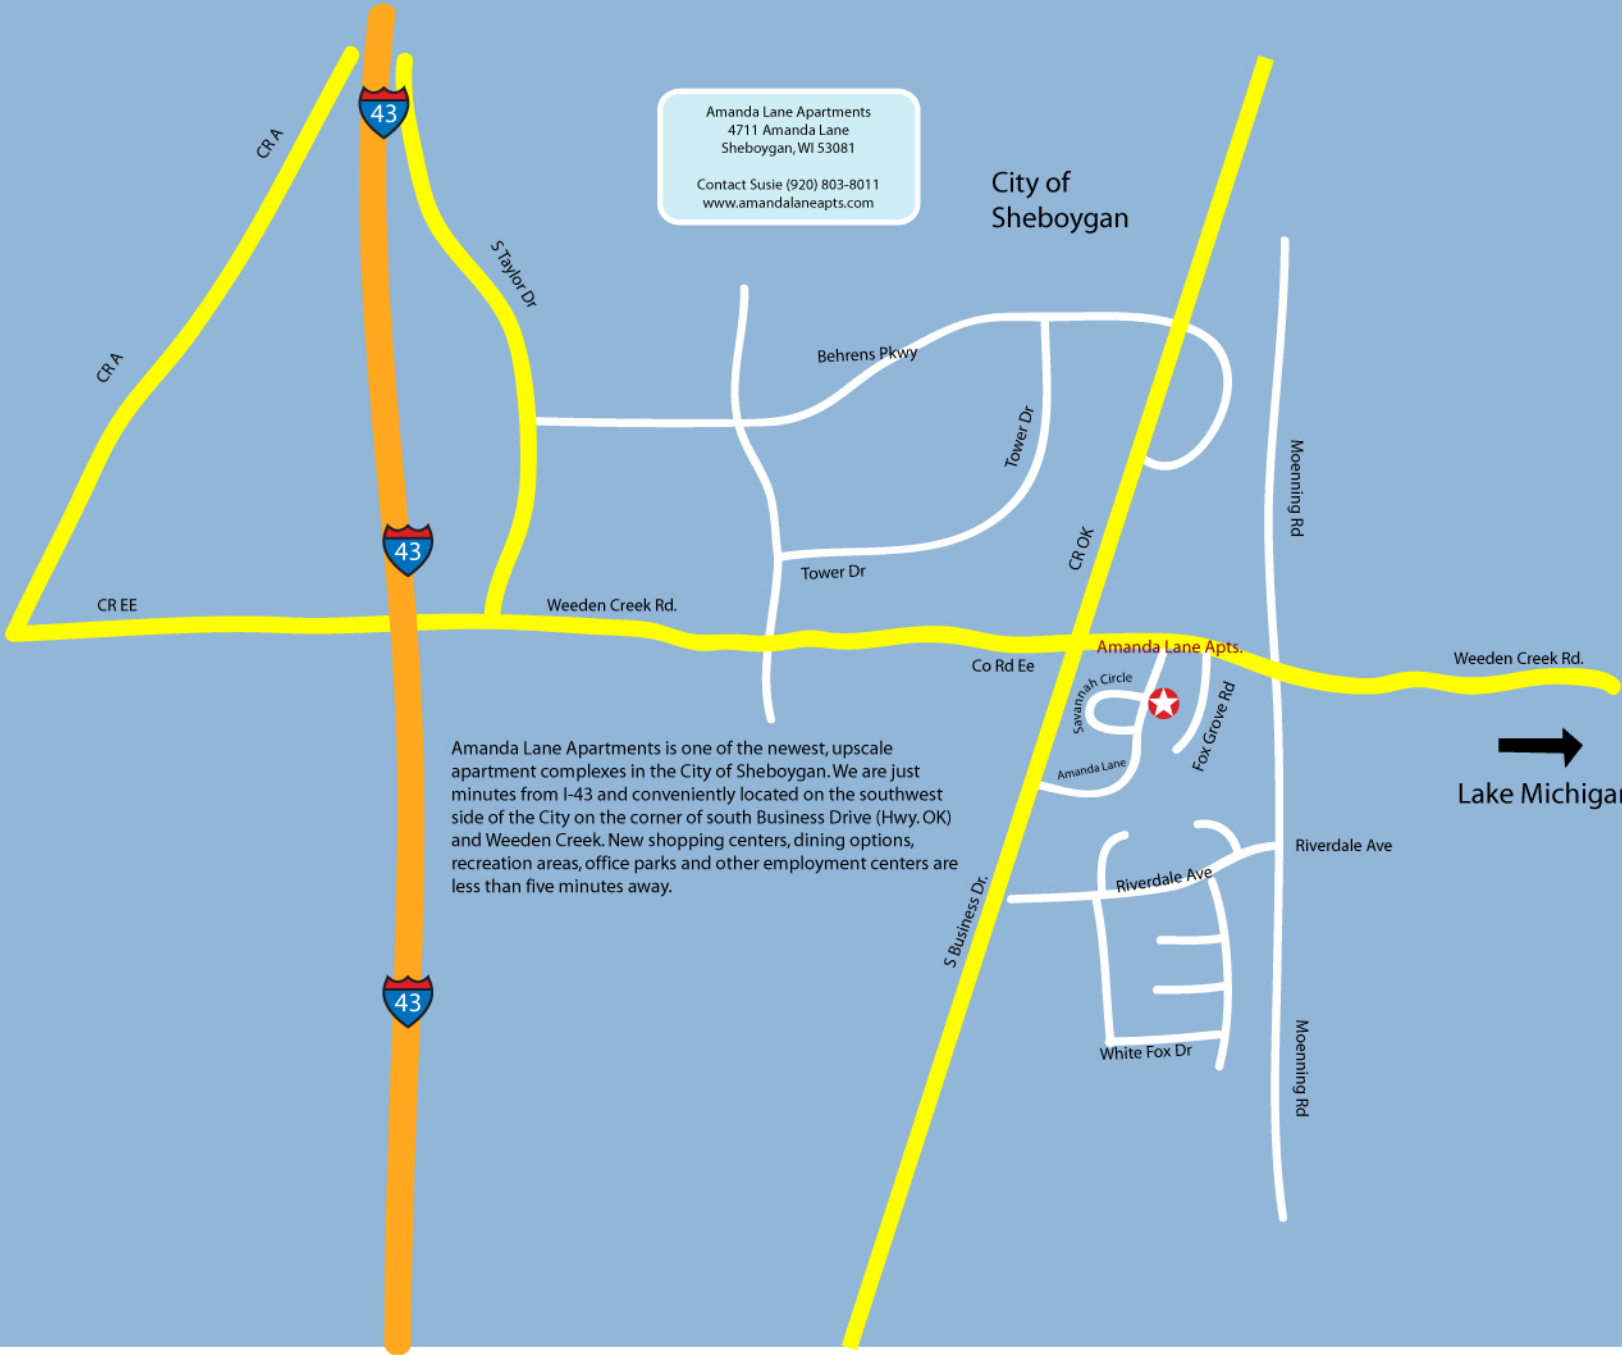 43
CR A
Amanda Lane Apartments
4711 Amanda Lane
Sheboygan, WI 53081
Contact Susie (920) 803-8011
www.amandalaneapts.com
City of
Sheboygan
S Taylor Dr
Behrens Pkwy
CR A
Tower Dr
Moenning Rd
43
CR OK
Tower Dr
CR EE
Weeden Creek Rd.
Amanda Lane Apts.
Co Rd Ee
Weeden Creek Rd.
Savannah Circle
Fox Grove Rd
Amanda Lane
Lake Michigan
Amanda Lane Apartments is one of the newest, upscale
apartment complexes in the City of Sheboygan. We are just
minutes from I-43 and conveniently located on the southwest
side of the City on the corner of south Business Drive (Hwy. OK)
and Weeden Creek. New shopping centers, dining options,
recreation areas, office parks and other employment centers are
less than five minutes away.
Riverdale Ave
Riverdale Ave
S Business Dr.
43
White Fox Dr
Moenning Rd